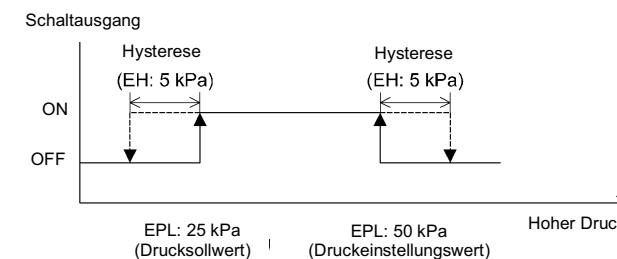 Schaltausgang
Hysterese
(EH: 5 kPa)
Hysterese
(EH: 5 kPa)
ON
OFF
EPL: 25 kPa
(Drucksollwert)
EPL: 50 kPa
(Druckeinstellungswert)
Hoher Druc